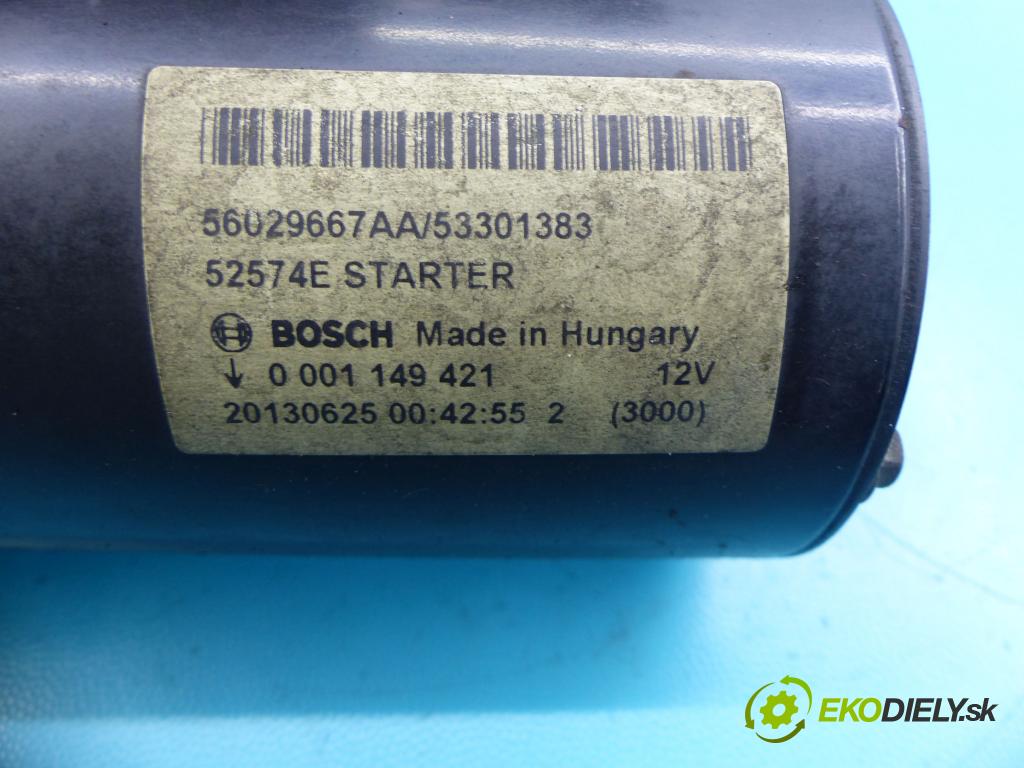 56029667AA/53301383
52574E STARTER
BOSCH Made in Hungary
↓ 0 001 149 421 12V
20130625 00:42:55 2 (3000)
EKODIELY.sk